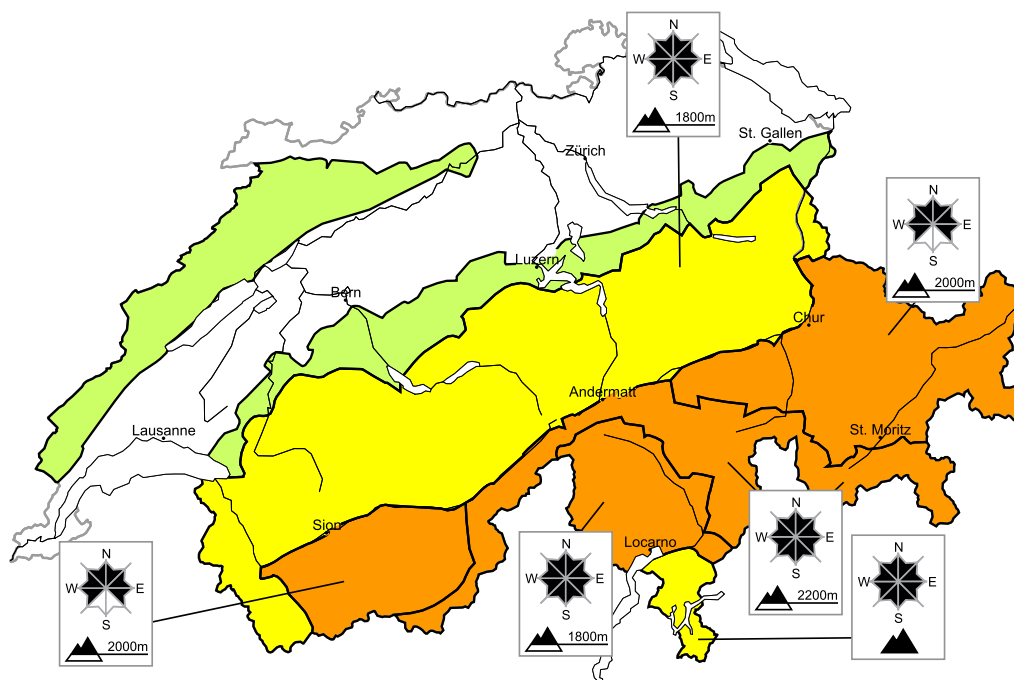 N
W E
S
1800m
St. Gallen
Zürich
N
W E
S
2000m
Luzern
Bern
Chur
Andermatt
Lausanne
St. Moritz
Sion
Locarno
N
W E
S
2200m
N
W E
S
1800m
N
W E
S
2000m
N
W E
S